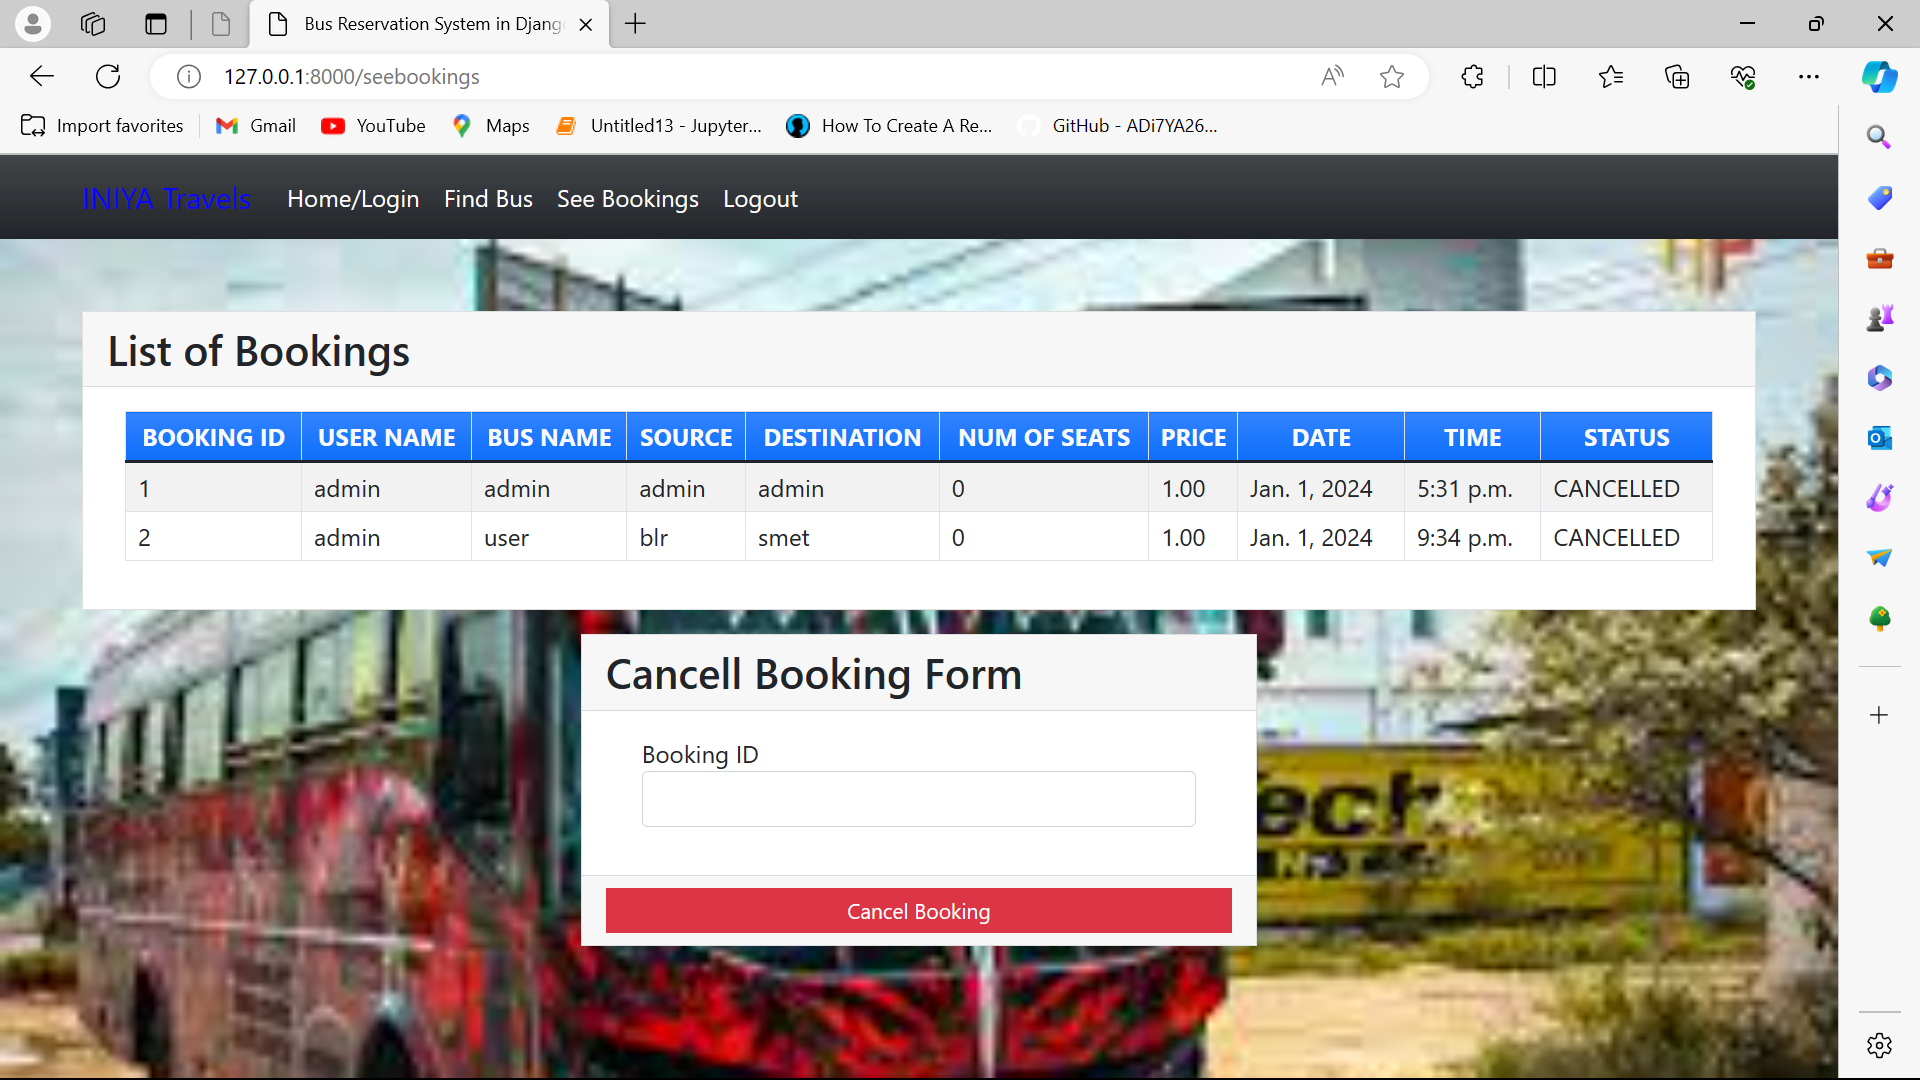 Bus Reservation System in Djang
127.0.0.1:8000/seebookings
Import favorites Gmail YouTube Maps Untitled13 - Jupyter... How To Create A Re... GitHub - ADi7YA26...
INIYA Travels Home/Login Find Bus See Bookings Logout
List of Bookings
BOOKING ID USER NAME BUS NAME SOURCE DESTINATION NUM OF SEATS PRICE DATE TIME STATUS
1 admin admin admin admin 0 1.00 Jan. 1, 2024 5:31 p.m. CANCELLED
2 admin user blr smet 0 1.00 Jan. 1, 2024 9:34 p.m. CANCELLED
Cancell Booking Form
Booking ID
Cancel Booking